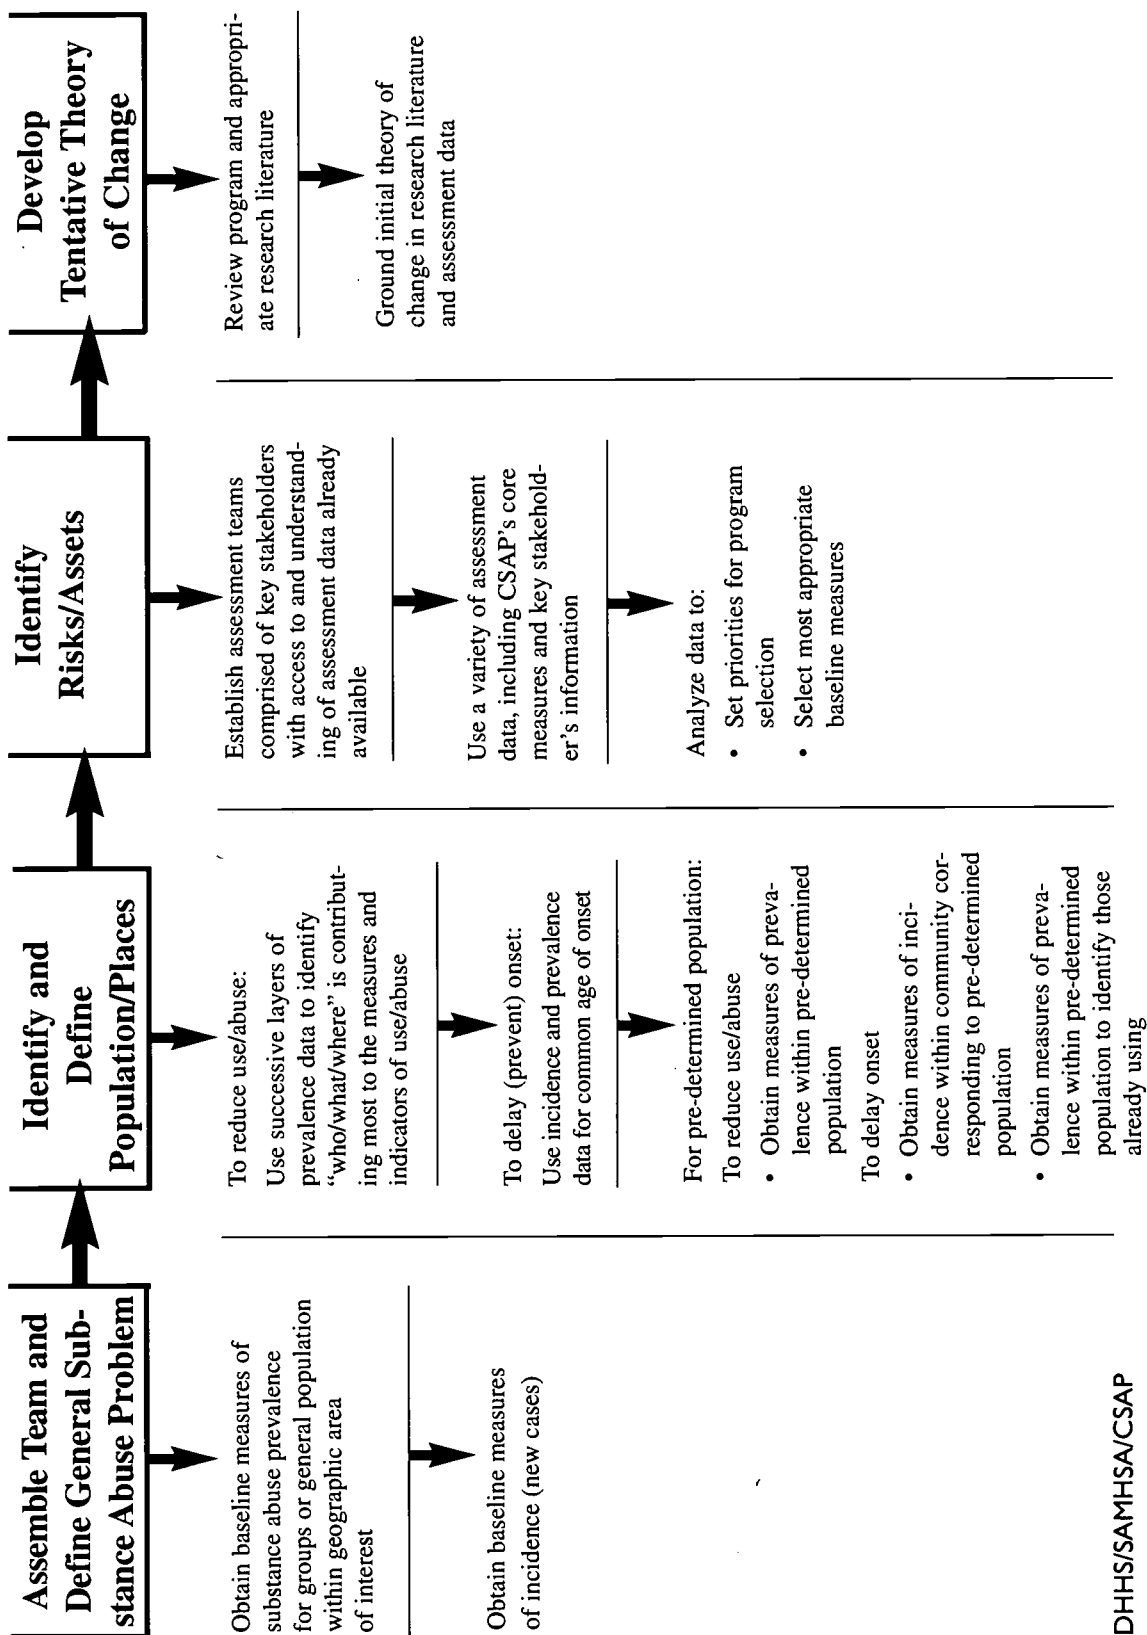 Assemble Team and
Define General Sub-
stance Abuse Problem
Obtain baseline measures of
substance abuse prevalence
for groups or general population
within geographic area
of interest
Obtain baseline measures
of incidence (new cases)
Identify and
Define
Population/Places
To reduce use/abuse:
Use successive layers of
prevalence data to identify
“who/what/where” is contribut-
ing most to the measures and
indicators of use/abuse
To delay (prevent) onset:
Use incidence and prevalence
data for common age of onset
For pre-determined population:
To reduce use/abuse
• Obtain measures of preva-
lence within pre-determined
population
To delay onset
• Obtain measures of inci-
dence within community cor-
responding to pre-determined
population
• Obtain measures of preva-
lence within pre-determined
population to identify those
already using
Identify
Risks/Assets
Establish assessment teams
comprised of key stakeholders
with access to and understand-
ing of assessment data already
available
Use a variety of assessment
data, including CSAP’s core
measures and key stakehold-
er’s information
Analyze data to:
• Set priorities for program
selection
• Select most appropriate
baseline measures
Develop
Tentative Theory
of Change
Review program and appropri-
ate research literature
Ground initial theory of
change in research literature
and assessment data
DHHS/SAMHSA/CSAP